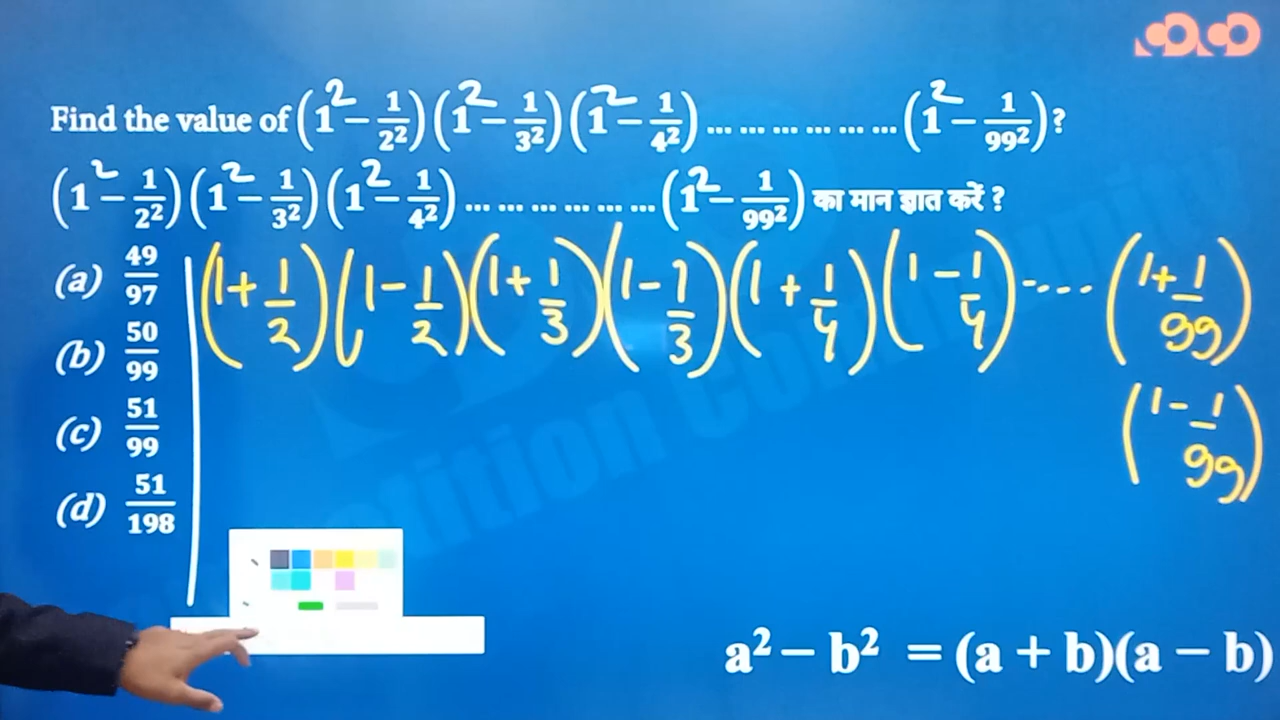 Find the value of (1² − 1/2²)(1² − 1/3²)(1² − 1/4²) ... ... ... ... ... ...(1² − 1/99²)?
(1² − 1/2²)(1² − 1/3²)(1² − 1/4²) ... ... ... ... ... ...(1² − 1/99²) का मान ज्ञात करें ?
(a) 49/97
(b) 50/99
(c) 51/99
(d) 51/198
(1 + 1/2)(1 − 1/2)(1 + 1/3)(1 − 1/3)(1 + 1/4)(1 − 1/4) ---- (1 + 1/99)
(1 − 1/99)
a² − b² = (a + b)(a − b)